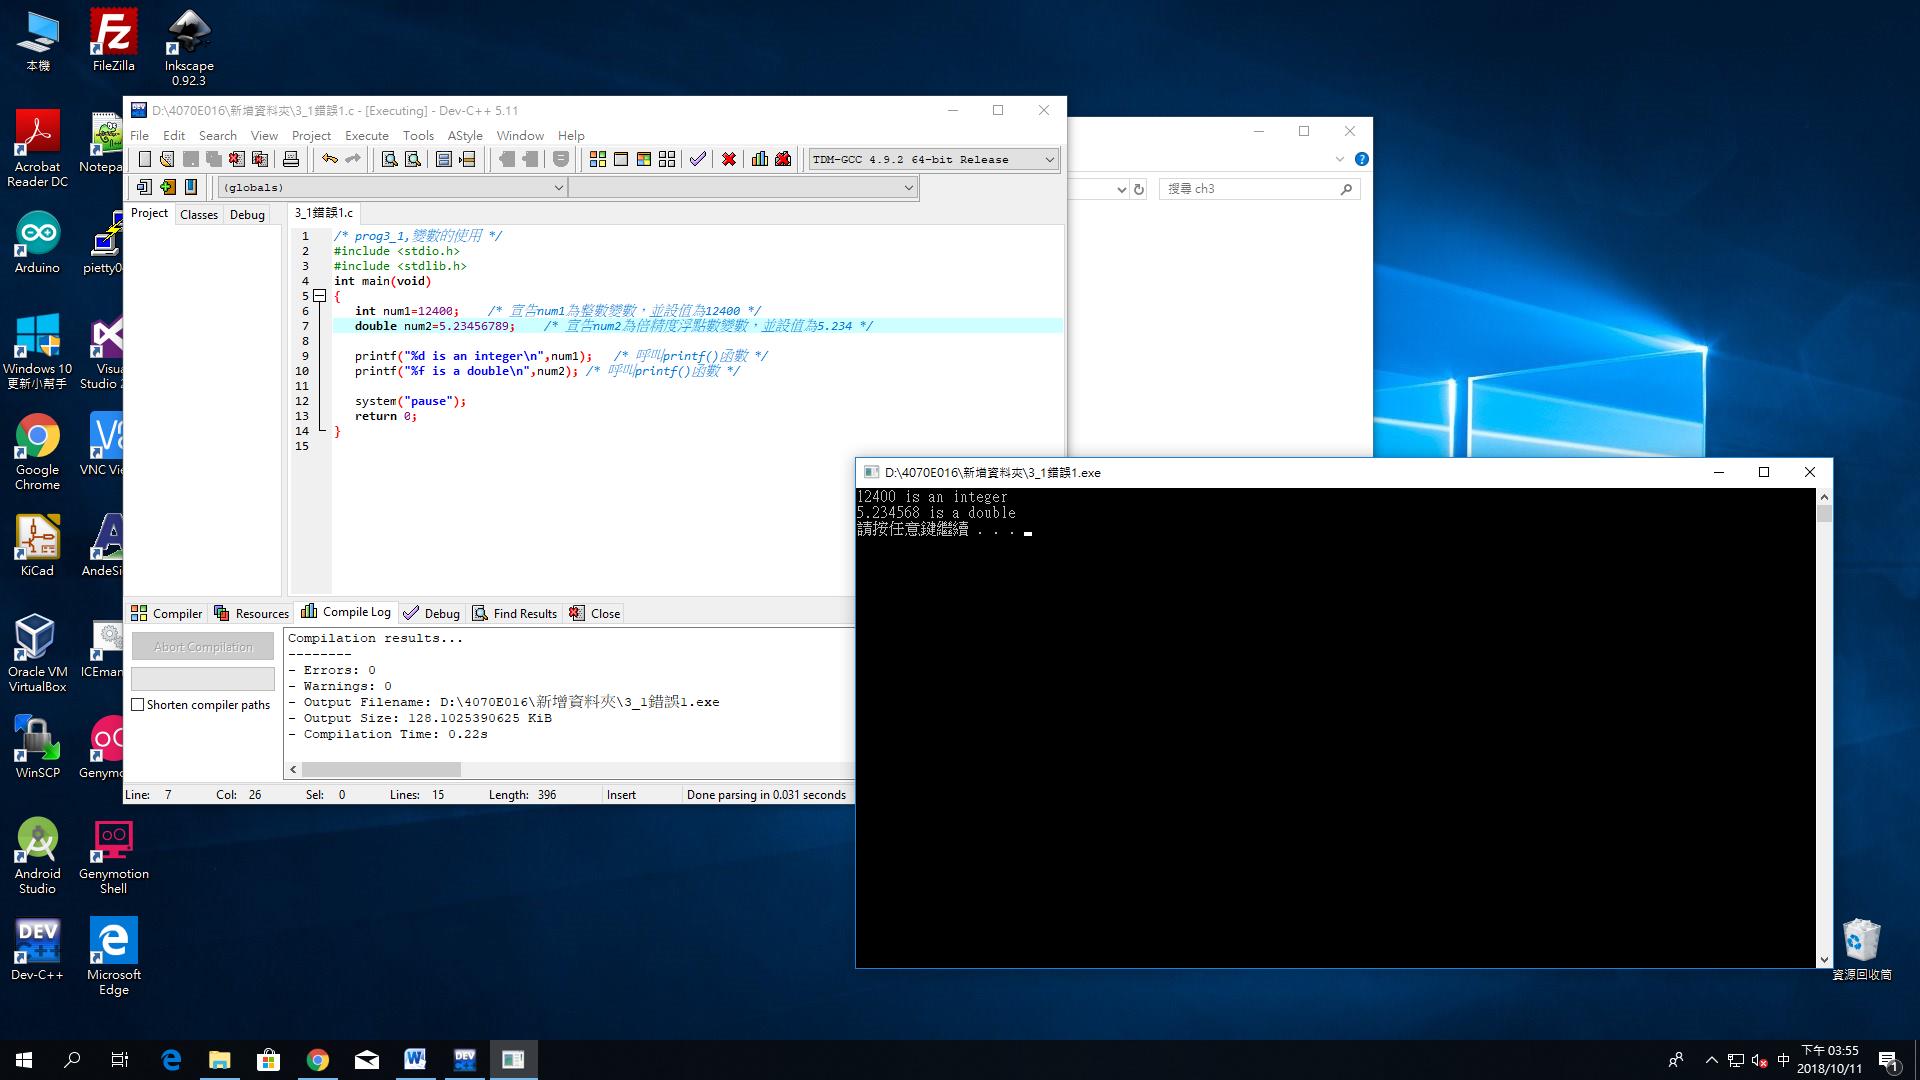 本機
FileZilla
Inkscape
0.92.3
Acrobat
Reader DC
Notepa
Arduino
pietty0
Windows 10
更新小幫手
Visua
Studio 2
Google
Chrome
VNC Vie
KiCad
AndeSi
Oracle VM
VirtualBox
ICEman
WinSCP
Genymo
Android
Studio
Genymotion
Shell
Dev-C++
Microsoft
Edge
D:\4070E016\新增資料夾\3_1錯誤1.c - [Executing] - Dev-C++ 5.11
File Edit Search View Project Execute Tools AStyle Window Help
TDM-GCC 4.9.2 64-bit Release
(globals)
Project Classes Debug
3_1錯誤1.c
1 /* prog3_1,變數的使用 */
2 #include <stdio.h>
3 #include <stdlib.h>
4 int main(void)
5 {
6 int num1=12400; /* 宣告num1為整數變數，並設值為12400 */
7 double num2=5.23456789; /* 宣告num2為倍精度浮點數變數，並設值為5.234 */
8
9 printf("%d is an integer\n",num1); /* 呼叫printf()函數 */
10 printf("%f is a double\n",num2); /* 呼叫printf()函數 */
11
12 system("pause");
13 return 0;
14 }
15
Compiler Resources Compile Log Debug Find Results Close
Abort Compilation
Shorten compiler paths
Compilation results...
--------
- Errors: 0
- Warnings: 0
- Output Filename: D:\4070E016\新增資料夾\3_1錯誤1.exe
- Output Size: 128.1025390625 KiB
- Compilation Time: 0.22s
Line: 7 Col: 26 Sel: 0 Lines: 15 Length: 396 Insert Done parsing in 0.031 seconds
搜尋 ch3
D:\4070E016\新增資料夾\3_1錯誤1.exe
12400 is an integer
5.234568 is a double
請按任意鍵繼續 . . .
資源回收筒
中
下午 03:55
2018/10/11
1